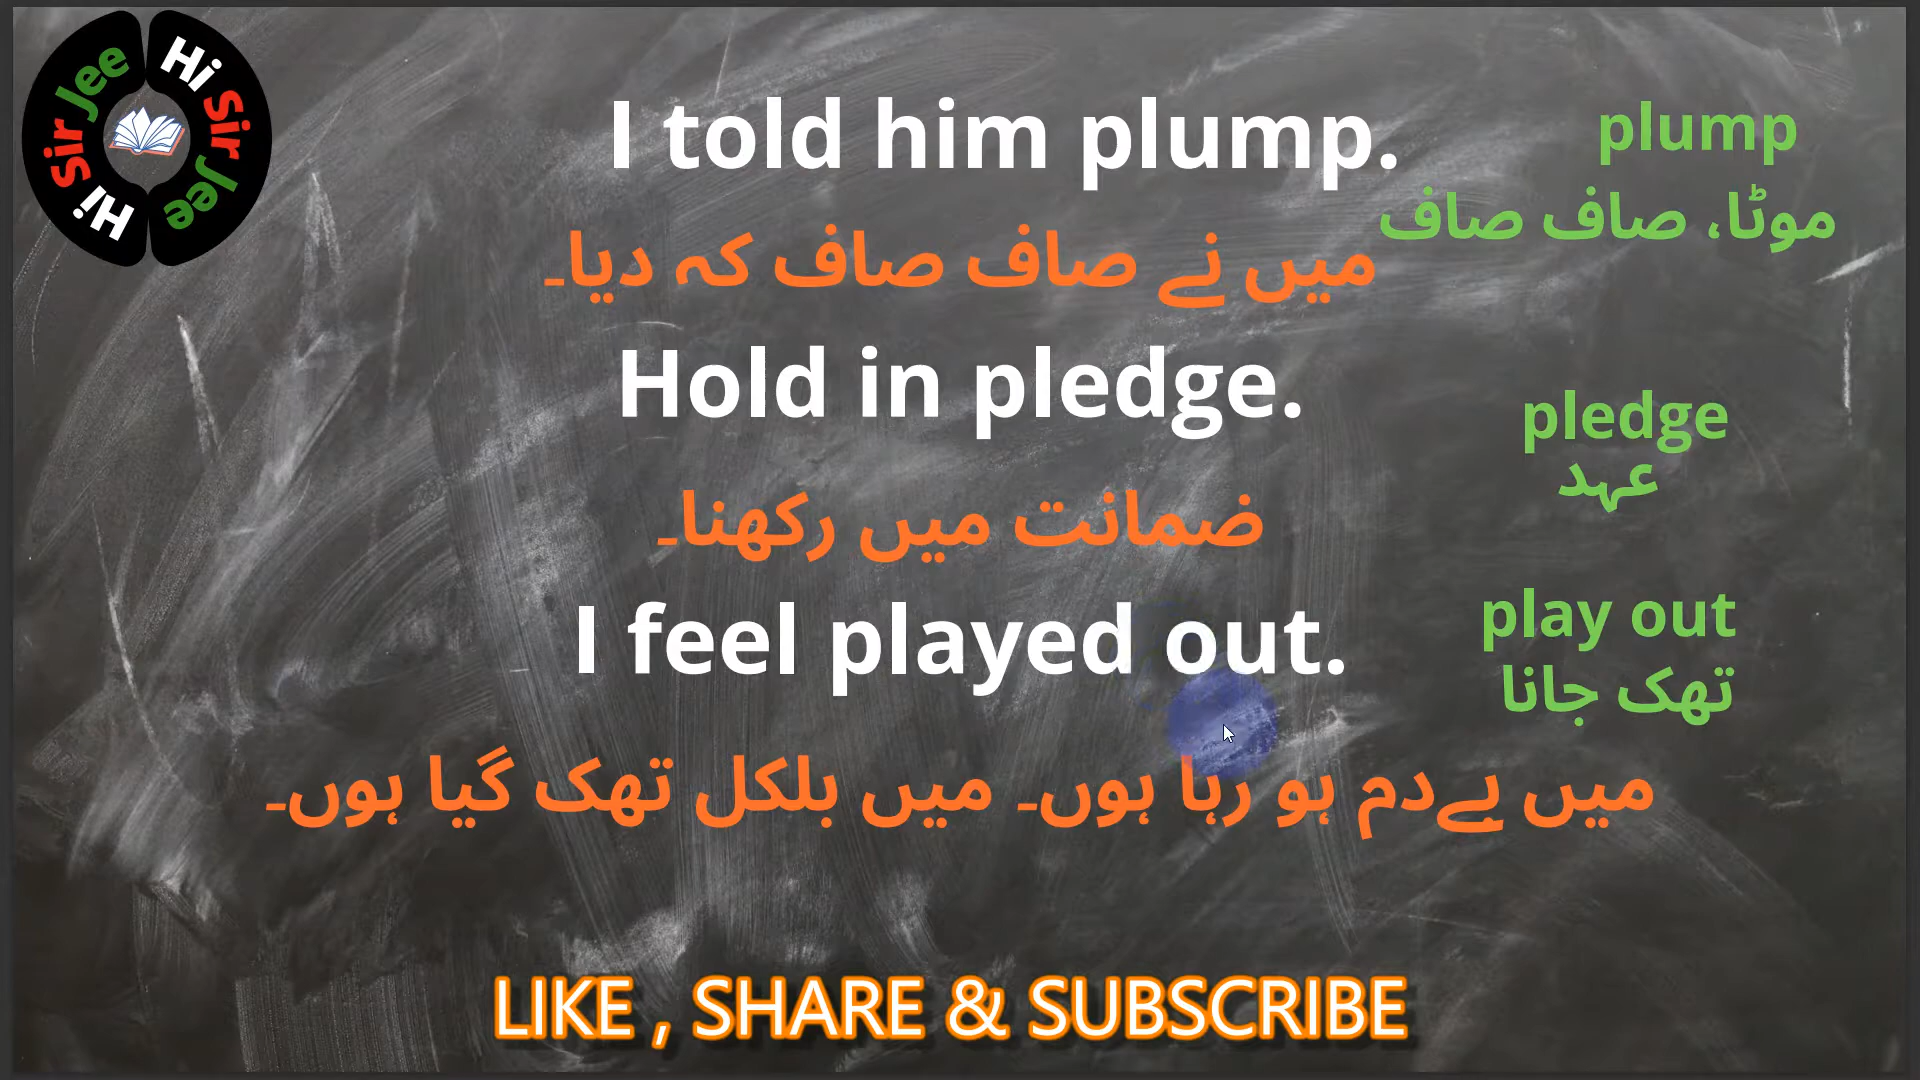 Hi Sir Jee
Hi Sir Jee
I told him plump.
plump
موٹا، صاف صاف
میں نے صاف صاف کہ دیا۔
Hold in pledge.
pledge
عہد
ضمانت میں رکھنا۔
I feel played out.
play out
تھک جانا
میں بےدم ہو رہا ہوں۔ میں بلکل تھک گیا ہوں۔
LIKE , SHARE & SUBSCRIBE